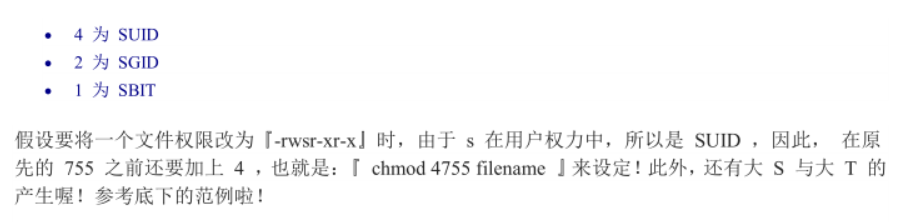 • 4 为 SUID
• 2 为 SGID
• 1 为 SBIT
假设要将一个文件权限改为『-rwsr-xr-x』时，由于 s 在用户权力中，所以是 SUID ，因此， 在原
先的 755 之前还要加上 4 ，也就是：『 chmod 4755 filename 』来设定！此外，还有大 S 与大 T 的
产生喔！参考底下的范例啦！